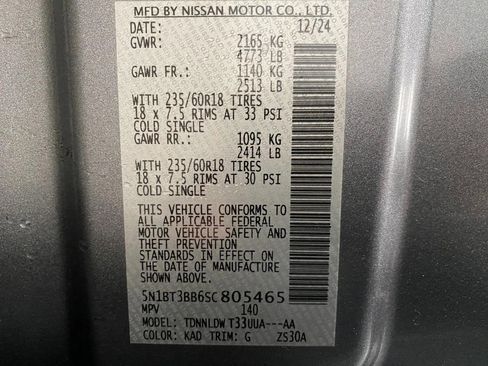 MFD BY NISSAN MOTOR CO., LTD.
DATE: 12/24
GVWR: 2165 KG
4773 LB
GAWR FR.: 1140 KG
2513 LB
WITH 235/60R18 TIRES
18 x 7.5 RIMS AT 33 PSI
COLD SINGLE
GAWR RR.: 1095 KG
2414 LB
WITH 235/60R18 TIRES
18 x 7.5 RIMS AT 30 PSI
COLD SINGLE
THIS VEHICLE CONFORMS TO
ALL APPLICABLE FEDERAL
MOTOR VEHICLE SAFETY AND
THEFT PREVENTION
STANDARDS IN EFFECT ON THE
DATE OF MANUFACTURE
SHOWN ABOVE.
5N1BT3BB6SC805465
MPV 140
MODEL: TDNNLDWT33UUA---AA
COLOR: KAD TRIM: G ZS30A